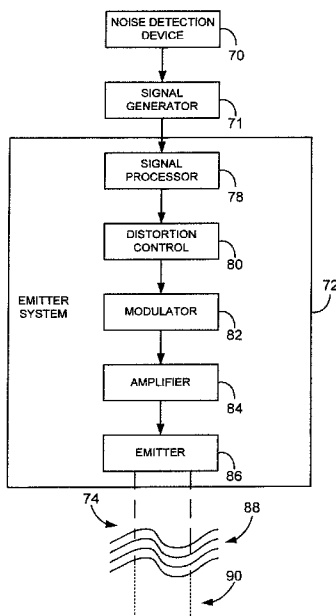 NOISE DETECTION
DEVICE
70
SIGNAL
GENERATOR
71
SIGNAL
PROCESSOR
78
DISTORTION
CONTROL
80
72
EMITTER
SYSTEM
MODULATOR
82
AMPLIFIER
84
EMITTER
86
74
88
90